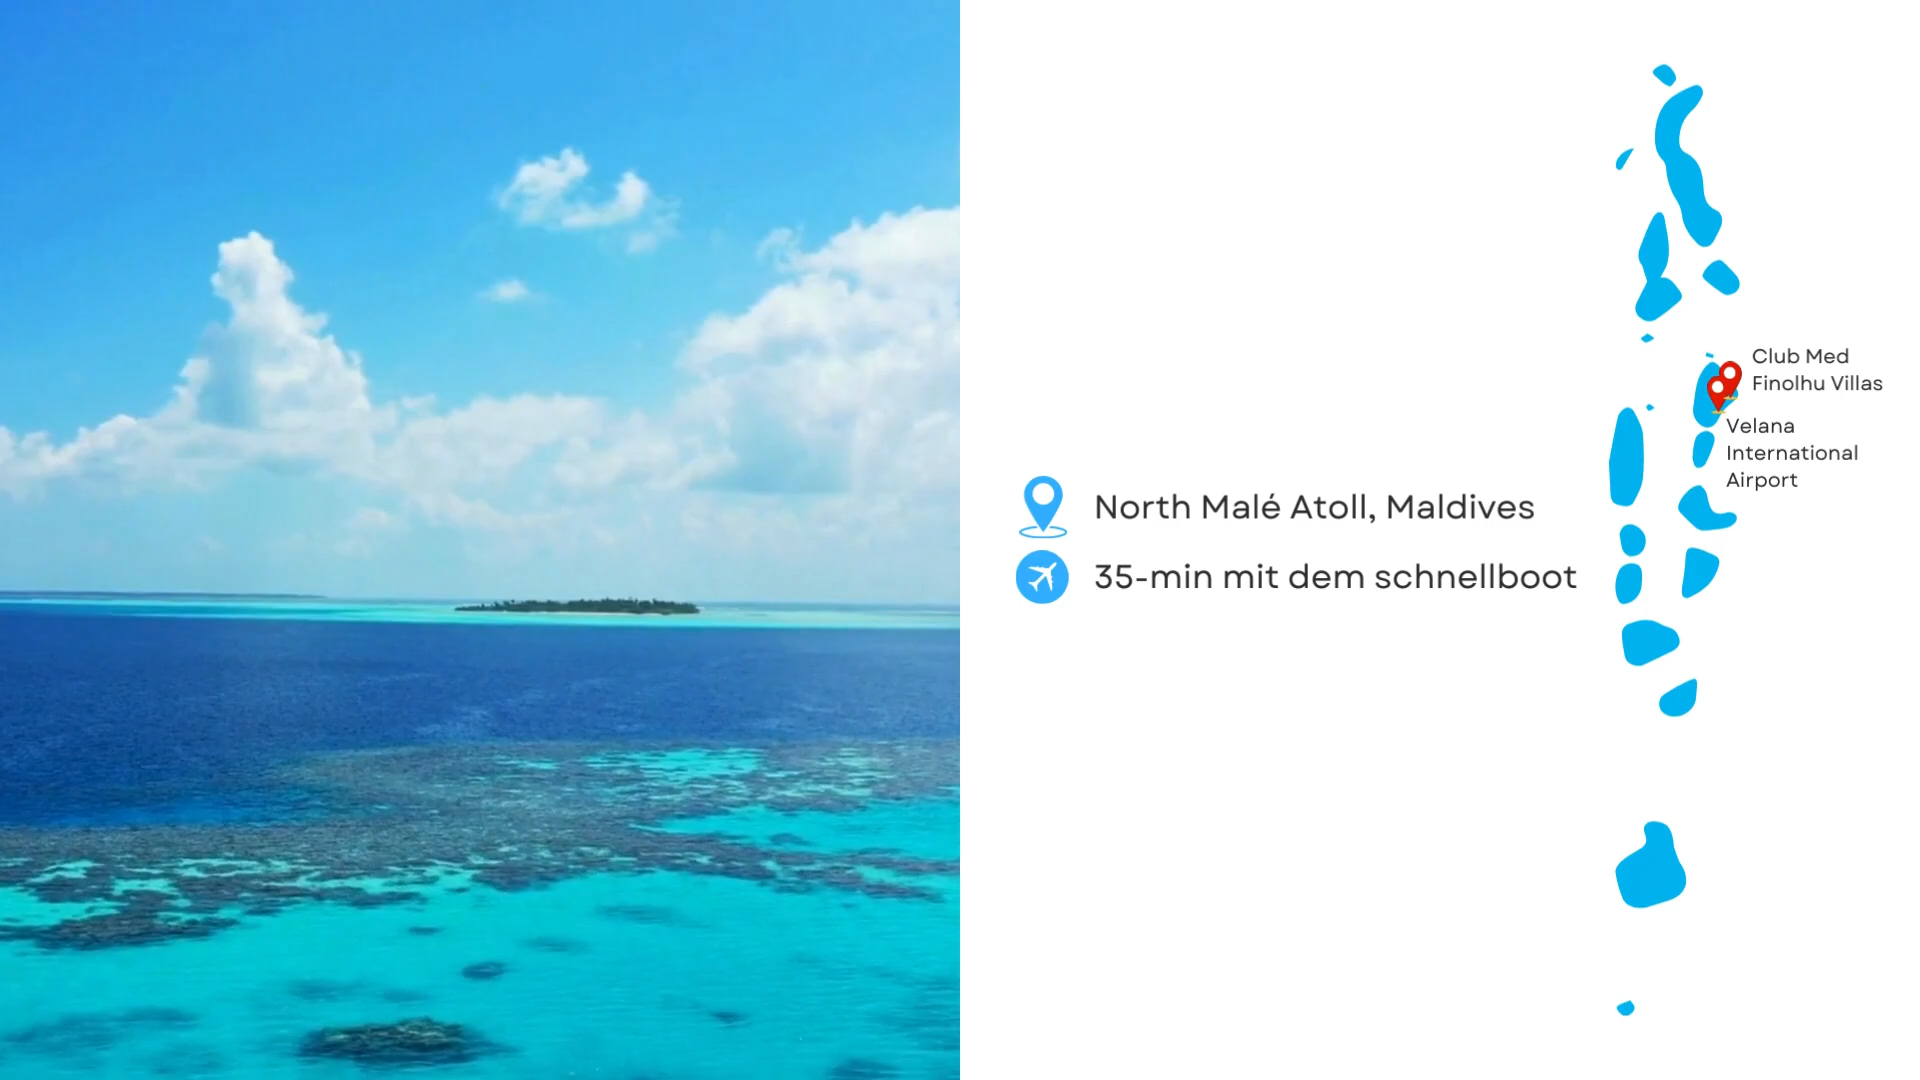 Club Med
Finolhu Villas
Velana
International
Airport
North Malé Atoll, Maldives
35-min mit dem schnellboot